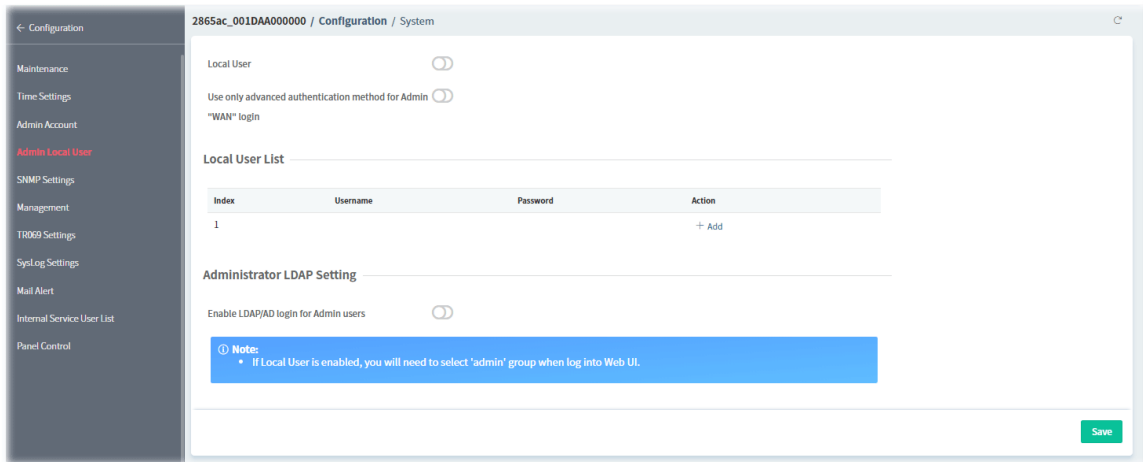 ← Configuration
2865ac_001DAA000000 / Configuration / System
Maintenance
Time Settings
Admin Account
Admin Local User
SNMP Settings
Management
TR069 Settings
SysLog Settings
Mail Alert
Internal Service User List
Panel Control
Local User
Use only advanced authentication method for Admin
"WAN" login
Local User List
Index Username Password Action
1 + Add
Administrator LDAP Setting
Enable LDAP/AD login for Admin users
Note:
• If Local User is enabled, you will need to select 'admin' group when log into Web UI.
Save